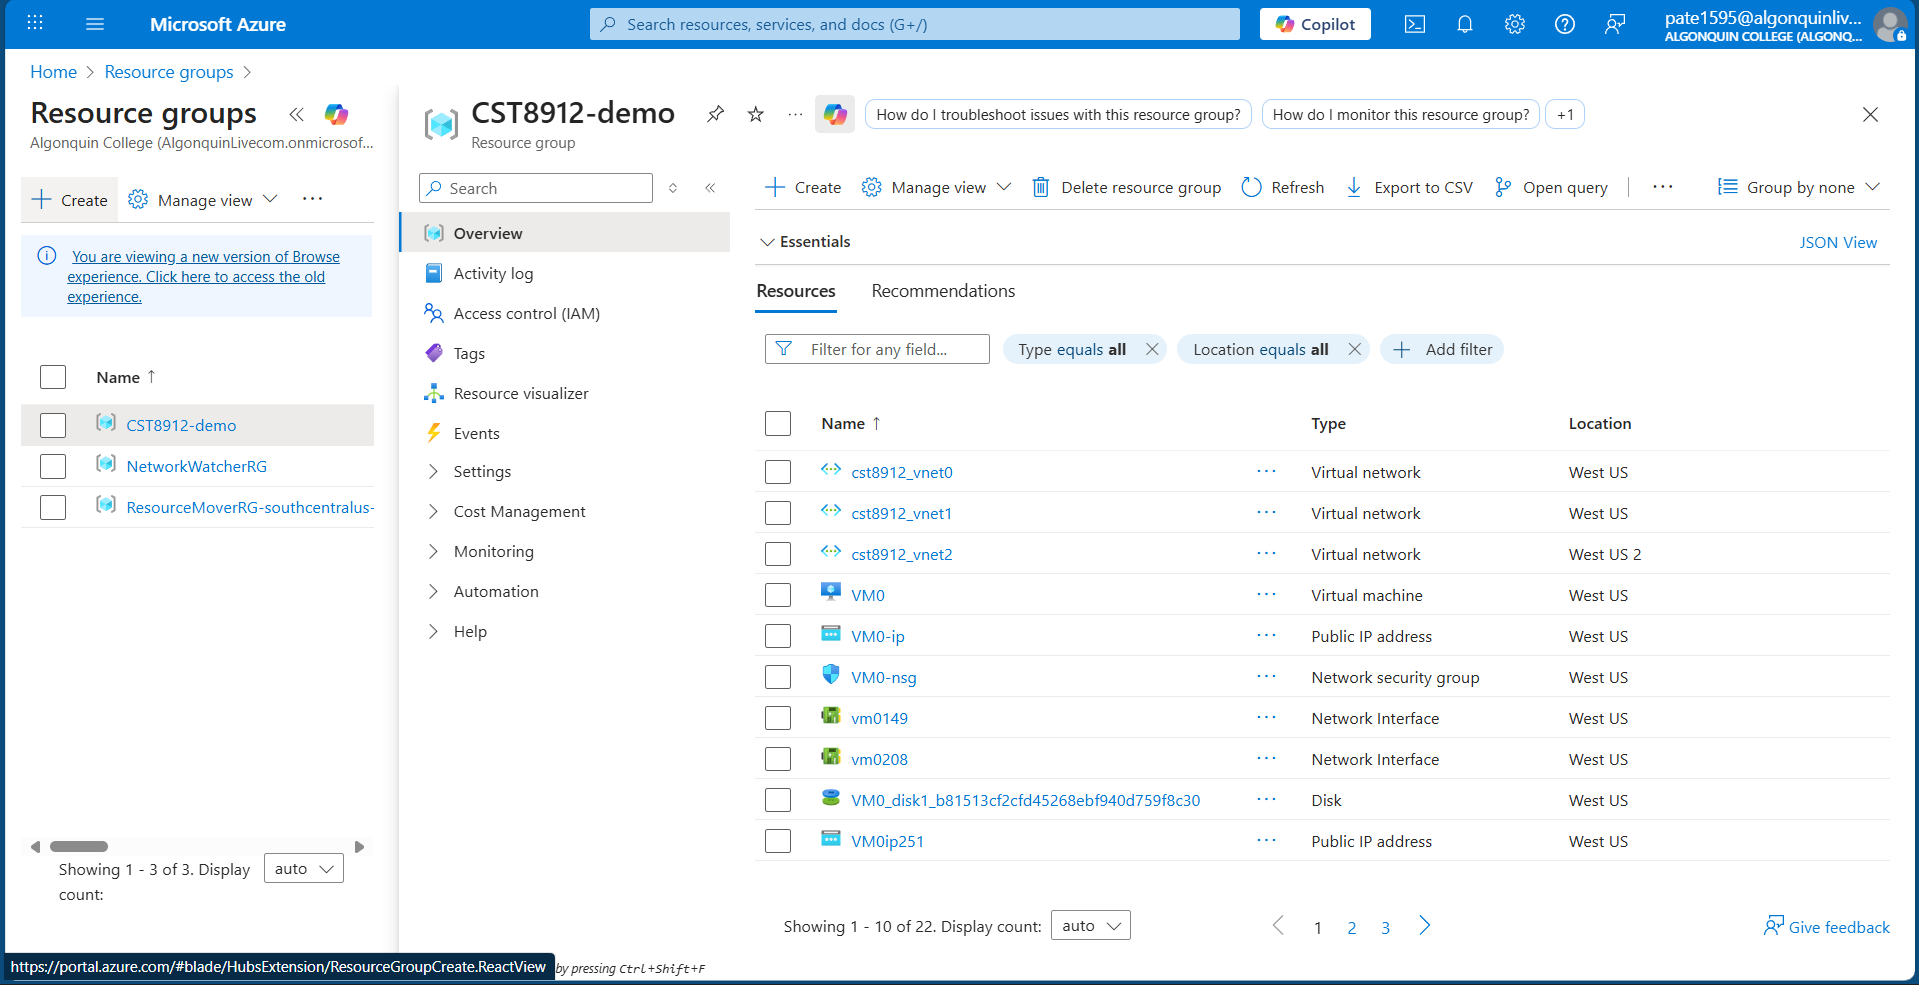 Microsoft Azure
Search resources, services, and docs (G+/)
Copilot
pate1595@algonquinliv...
ALGONQUIN COLLEGE (ALGONQ...
Home
Resource groups
Resource groups
Algonquin College (AlgonquinLivecom.onmicrosof...
Create
Manage view
You are viewing a new version of Browse
experience. Click here to access the old
experience.
Name ↑
CST8912-demo
NetworkWatcherRG
ResourceMoverRG-southcentralus-
Showing 1 - 3 of 3. Display
count:
auto
https://portal.azure.com/#blade/HubsExtension/ResourceGroupCreate.ReactView
by pressing Ctrl+Shift+F
CST8912-demo
Resource group
How do I troubleshoot issues with this resource group?
How do I monitor this resource group?
+1
Search
Overview
Activity log
Access control (IAM)
Tags
Resource visualizer
Events
Settings
Cost Management
Monitoring
Automation
Help
Create
Manage view
Delete resource group
Refresh
Export to CSV
Open query
Group by none
Essentials
JSON View
Resources
Recommendations
Filter for any field...
Type equals all
Location equals all
Add filter
Name ↑ Type Location
cst8912_vnet0 ... Virtual network West US
cst8912_vnet1 ... Virtual network West US
cst8912_vnet2 ... Virtual network West US 2
VM0 ... Virtual machine West US
VM0-ip ... Public IP address West US
VM0-nsg ... Network security group West US
vm0149 ... Network Interface West US
vm0208 ... Network Interface West US
VM0_disk1_b81513cf2cfd45268ebf940d759f8c30 ... Disk West US
VM0ip251 ... Public IP address West US
Showing 1 - 10 of 22. Display count:
auto
1 2 3
Give feedback